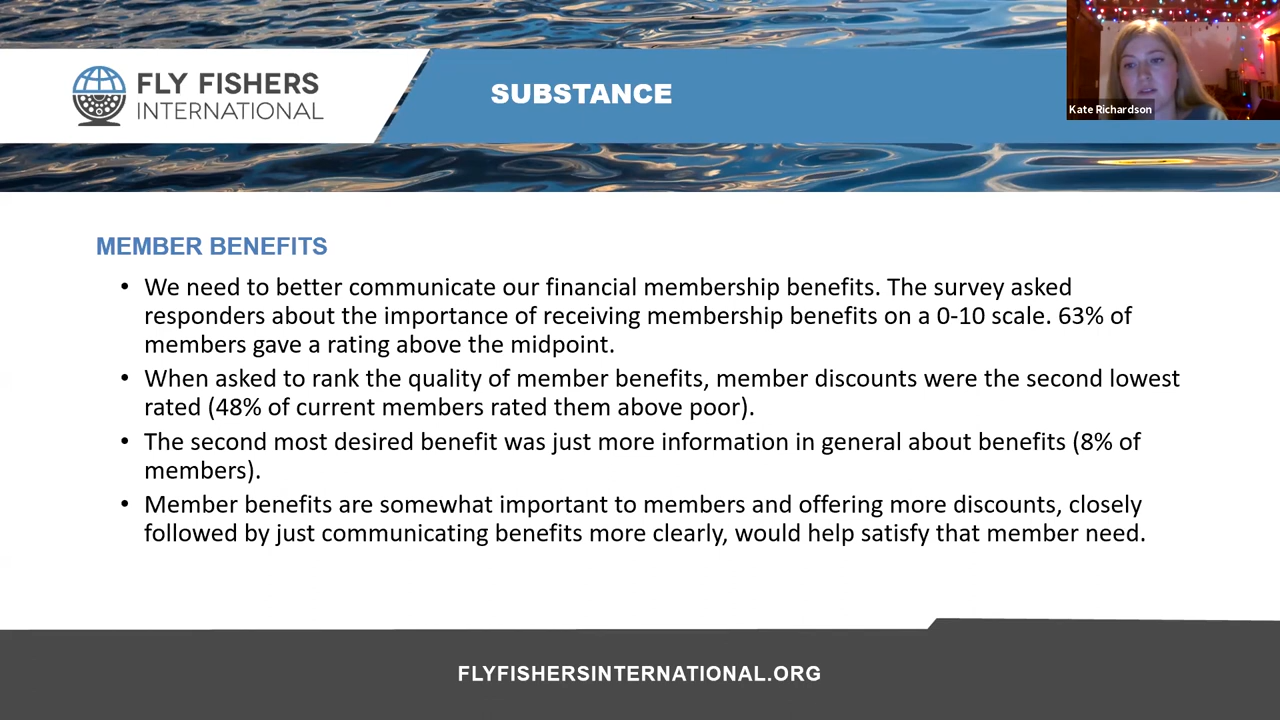 FLY FISHERS
INTERNATIONAL
SUBSTANCE
Kate Richardson
MEMBER BENEFITS
• We need to better communicate our financial membership benefits. The survey asked
responders about the importance of receiving membership benefits on a 0-10 scale. 63% of
members gave a rating above the midpoint.
• When asked to rank the quality of member benefits, member discounts were the second lowest
rated (48% of current members rated them above poor).
• The second most desired benefit was just more information in general about benefits (8% of
members).
• Member benefits are somewhat important to members and offering more discounts, closely
followed by just communicating benefits more clearly, would help satisfy that member need.
FLYFISHERSINTERNATIONAL.ORG